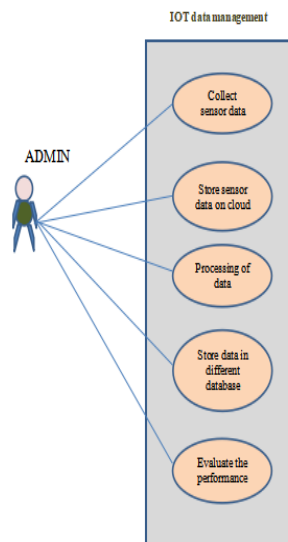 IOT data management
ADMIN
Collect
sensor data
Store sensor
data on cloud
Processing of
data
Store data in
different
database
Evaluate the
performance